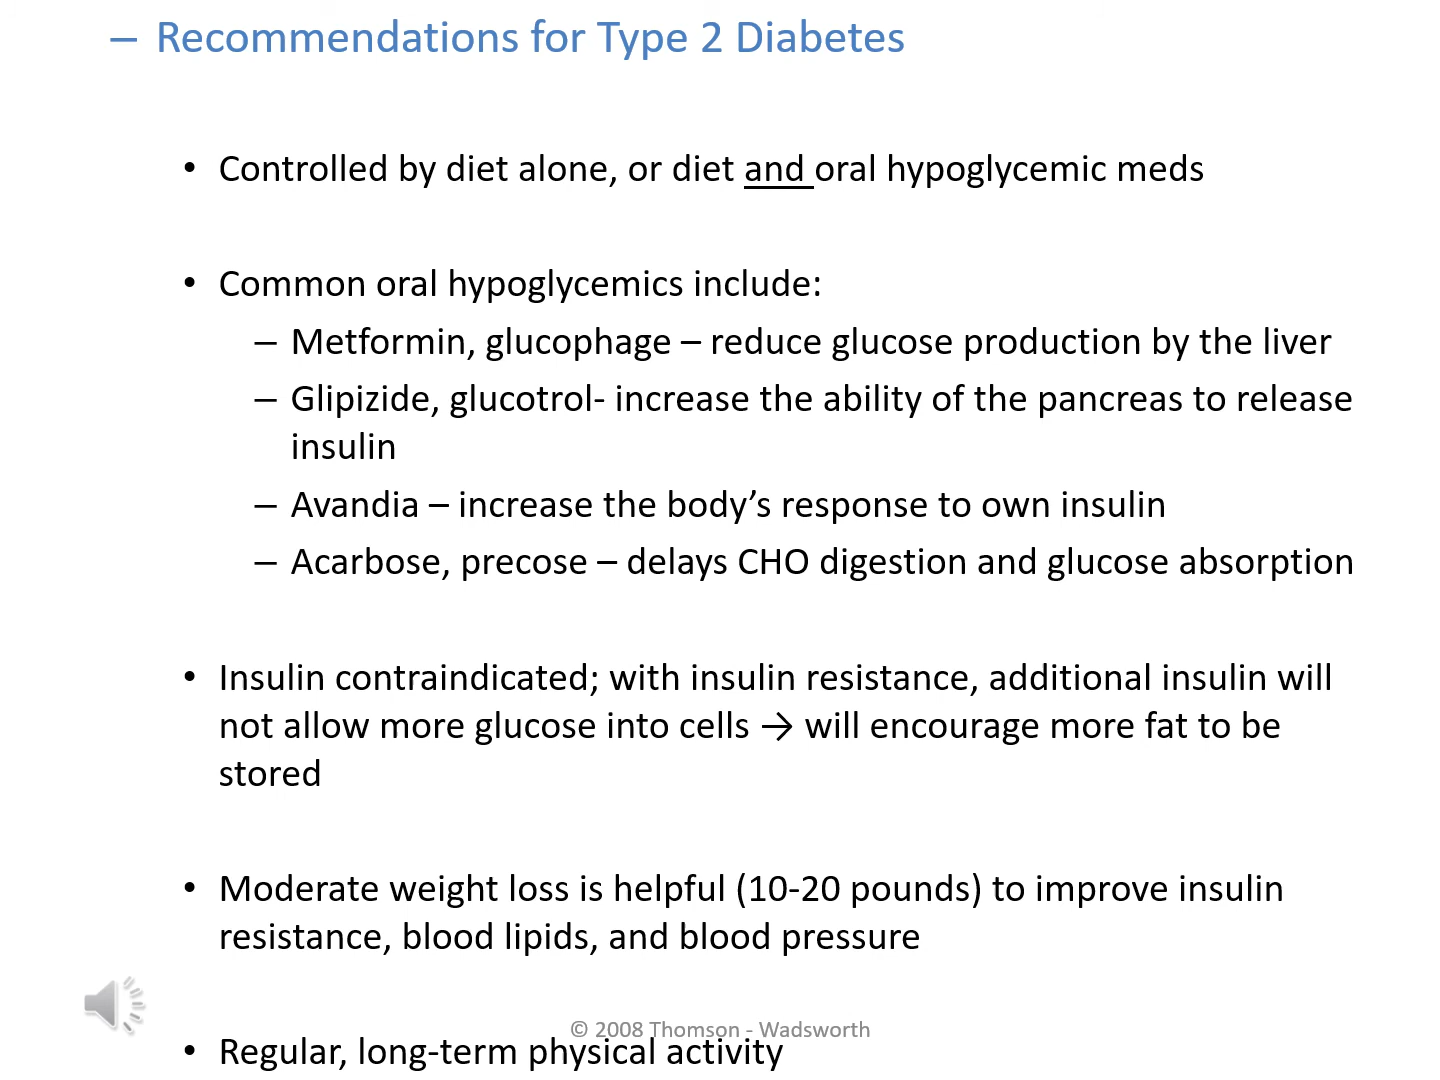 – Recommendations for Type 2 Diabetes
• Controlled by diet alone, or diet and oral hypoglycemic meds
• Common oral hypoglycemics include:
– Metformin, glucophage – reduce glucose production by the liver
– Glipizide, glucotrol- increase the ability of the pancreas to release
insulin
– Avandia – increase the body’s response to own insulin
– Acarbose, precose – delays CHO digestion and glucose absorption
• Insulin contraindicated; with insulin resistance, additional insulin will
not allow more glucose into cells → will encourage more fat to be
stored
• Moderate weight loss is helpful (10-20 pounds) to improve insulin
resistance, blood lipids, and blood pressure
© 2008 Thomson - Wadsworth
• Regular, long-term physical activity